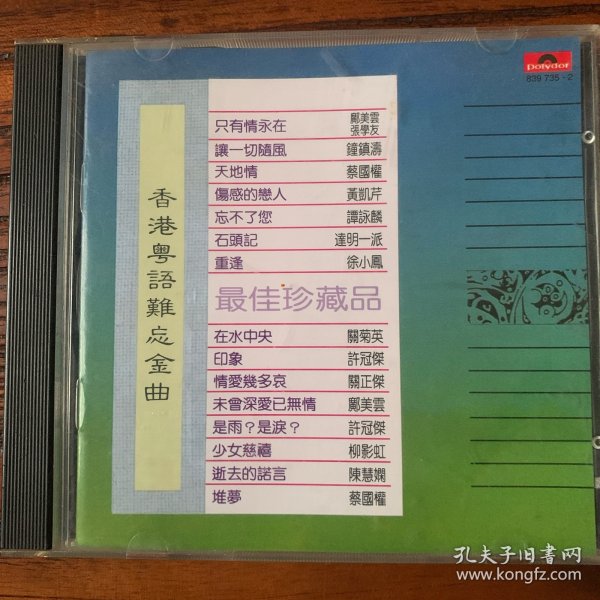 Polydor
839 735-2
香港粵語難忘金曲
只有情永在 鄺美雲 張學友
讓一切隨風 鐘鎮濤
天地情 蔡國權
傷感的戀人 黃凱芹
忘不了您 譚詠麟
石頭記 達明一派
重逢 徐小鳳
最佳珍藏品
在水中央 關菊英
印象 許冠傑
情愛幾多哀 關正傑
未曾深愛已無情 鄺美雲
是雨？是淚？ 許冠傑
少女慈禧 柳影虹
逝去的諾言 陳慧嫻
堆夢 蔡國權
孔夫子旧書网
www.kongfz.com